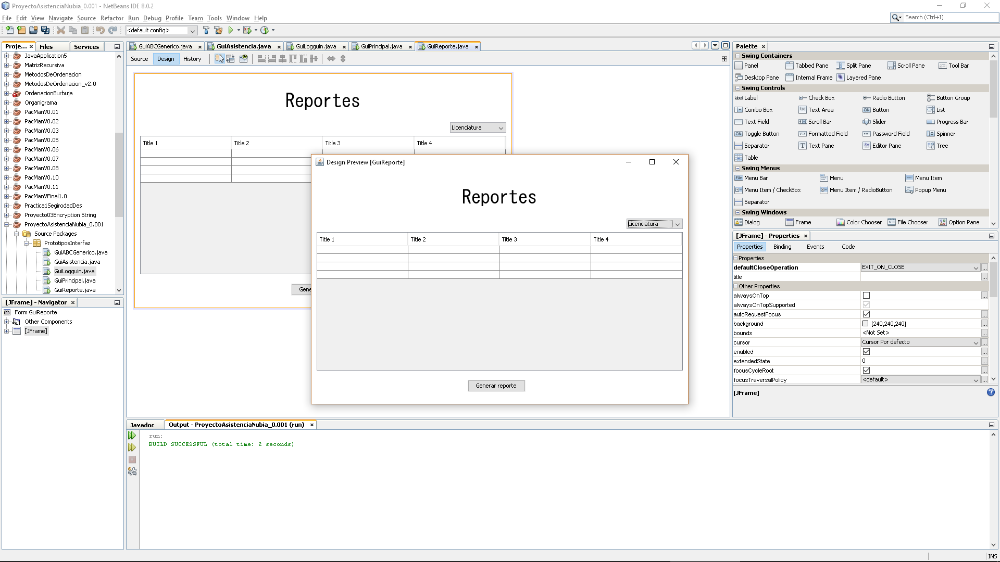 ProyectoAsistenciaNubia_0.001 - NetBeans IDE 8.0.2
File Edit View Navigate Source Refactor Run Debug Profile Team Tools Window Help
Search (Ctrl+I)
<default config>
Proje... Files Services
JavaApplication5
MatrizRecursiva
MetodosDeOrdenacion
MetodosDeOrdenacion_v2.0
OrdenacionBurbuja
Organigrama
PacManV0.01
PacManV0.02
PacManV0.03
PacManV0.05
PacManV0.06
PacManV0.07
PacManV0.08
PacManV0.10
PacManV0.11
PacManVFinal1.0
Practica1SegirodadDes
Proyecto03Encryption String
ProyectoAsistenciaNubia_0.001
Source Packages
PrototiposInterfaz
GuiABCGenerico.java
GuiAsistencia.java
GuiLogguin.java
GuiPrincipal.java
GuiReporte.java
[JFrame] - Navigator
Form GuiReporte
Other Components
[JFrame]
GuiABCGenerico.java GuiAsistencia.java GuiLogguin.java GuiPrincipal.java GuiReporte.java
Source Design History
Reportes
Licenciatura
Title 1 Title 2 Title 3 Title 4
Gene
Design Preview [GuiReporte]
Reportes
Licenciatura
Title 1 Title 2 Title 3 Title 4
Generar reporte
Javadoc Output - ProyectoAsistenciaNubia_0.001 (run)
run:
BUILD SUCCESSFUL (total time: 2 seconds)
Palette
Swing Containers
Panel Tabbed Pane Split Pane Scroll Pane Tool Bar
Desktop Pane Internal Frame Layered Pane
Swing Controls
label Label Check Box Radio Button Button Group
Combo Box Text Area OK Button List
Text Field Scroll Bar Slider Progress Bar
ON Toggle Button Formatted Field Password Field Spinner
Separator T Text Pane Editor Pane Tree
Table
Swing Menus
File Menu Bar Menu Menu Item
Menu Item / CheckBox Menu Item / RadioButton Popup Menu
Separator
Swing Windows
Dialog Frame Color Chooser File Chooser Option Pane
[JFrame] - Properties
Properties Binding Events Code
Properties
defaultCloseOperation EXIT_ON_CLOSE ...
title ...
Other Properties
alwaysOnTop ...
alwaysOnTopSupported
autoRequestFocus ...
background [240,240,240] ...
bounds <Not Set> ...
cursor Cursor Por defecto ...
enabled ...
extendedState 0 ...
focusCycleRoot ...
focusTraversalPolicy <default> ...
[JFrame]
INS